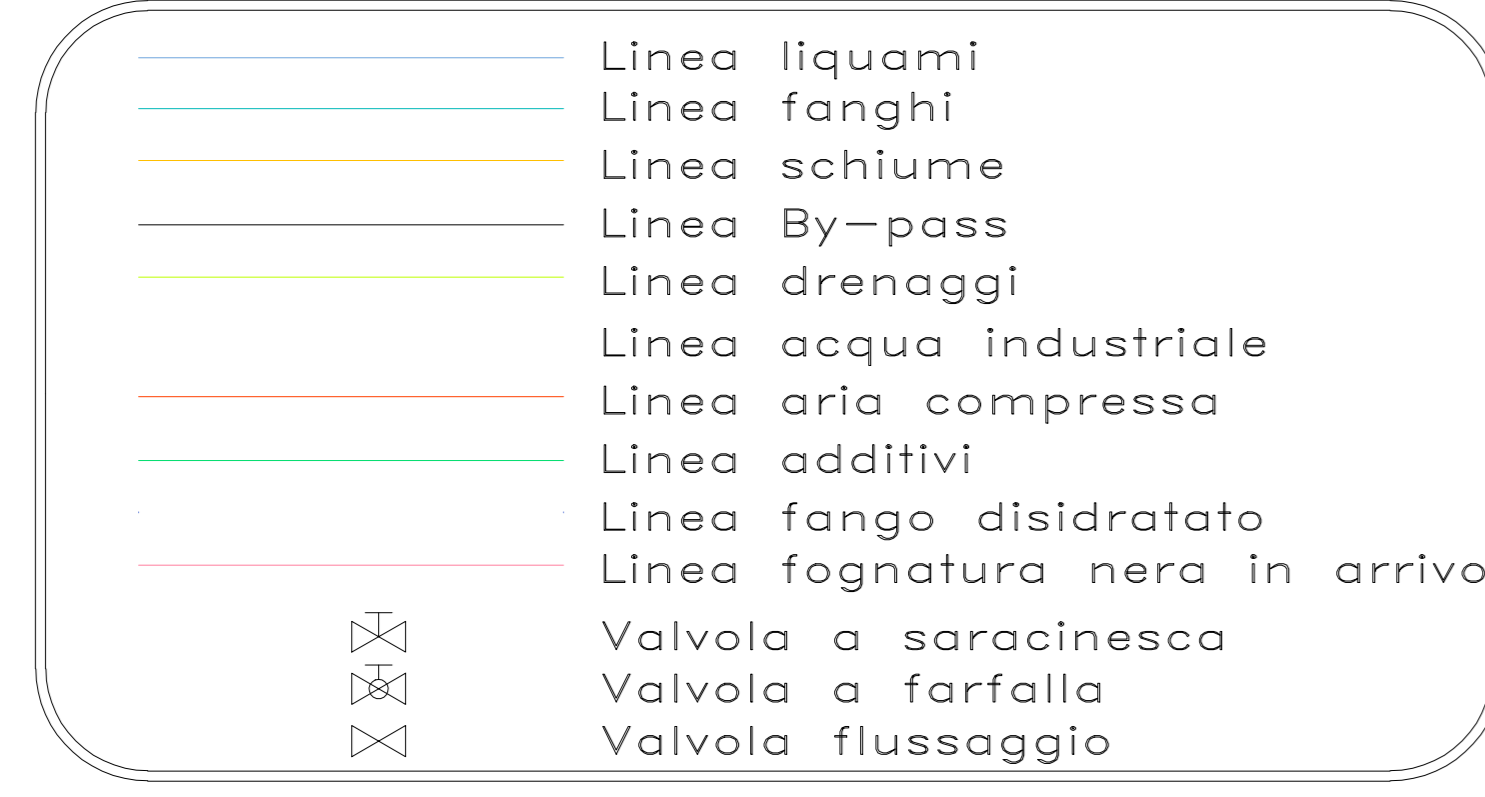 Linea liquami
Linea fanghi
Linea schiume
Linea By-pass
Linea drenaggi
Linea acqua industriale
Linea aria compressa
Linea additivi
Linea fango disidratato
Linea fognatura nera in arrivo
Valvola a saracinesca
Valvola a farfalla
Valvola flussaggio